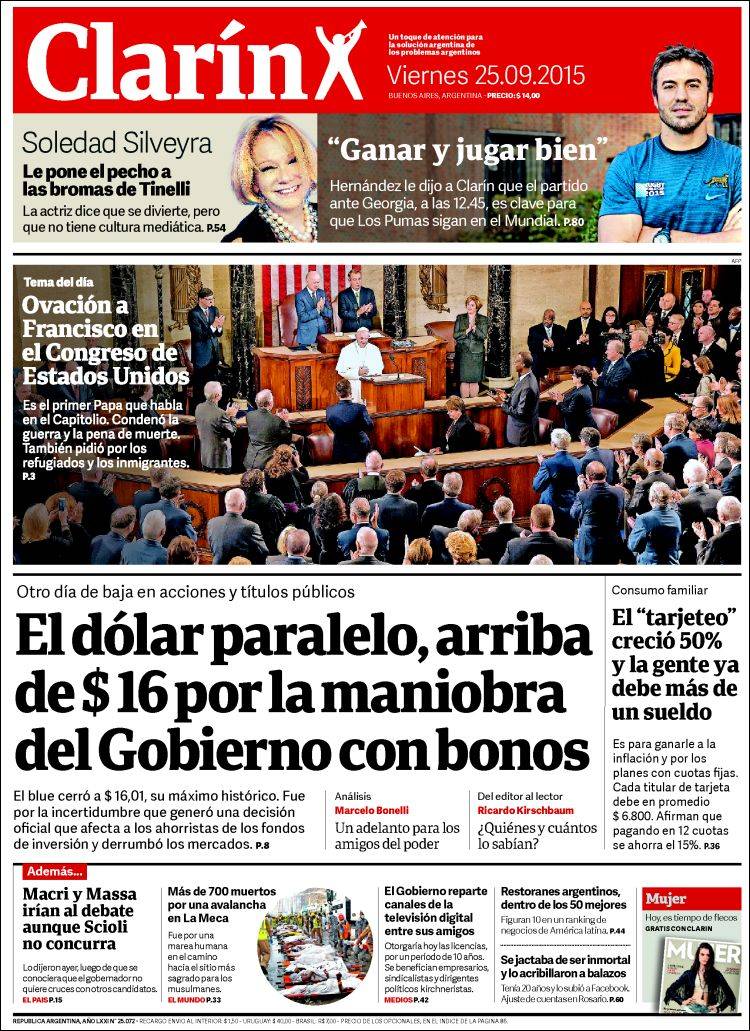 Clarín
Un toque de atención para
la solución argentina de
los problemas argentinos
Viernes 25.09.2015
BUENOS AIRES, ARGENTINA - PRECIO: $ 14,00
Soledad Silveyra
Le pone el pecho a
las bromas de Tinelli
La actriz dice que se divierte, pero
que no tiene cultura mediática. P.54
“Ganar y jugar bien”
Hernández le dijo a Clarín que el partido
ante Georgia, a las 12.45, es clave para
que Los Pumas sigan en el Mundial. P.80
RUGBY
2015
AFP
Tema del día
Ovación a
Francisco en
el Congreso de
Estados Unidos
Es el primer Papa que habla
en el Capitolio. Condenó la
guerra y la pena de muerte.
También pidió por los
refugiados y los inmigrantes.
P.3
Otro día de baja en acciones y títulos públicos
El dólar paralelo, arriba
de $ 16 por la maniobra
del Gobierno con bonos
El blue cerró a $ 16,01, su máximo histórico. Fue
por la incertidumbre que generó una decisión
oficial que afecta a los ahorristas de los fondos
de inversión y derrumbó los mercados. P.8
Análisis
Marcelo Bonelli
Un adelanto para los
amigos del poder
Del editor al lector
Ricardo Kirschbaum
¿Quiénes y cuántos
lo sabían?
Consumo familiar
El “tarjeteo”
creció 50%
y la gente ya
debe más de
un sueldo
Es para ganarle a la
inflación y por los
planes con cuotas fijas.
Cada titular de tarjeta
debe en promedio
$ 6.800. Afirman que
pagando en 12 cuotas
se ahorra el 15%. P.36
Además...
Macri y Massa
irían al debate
aunque Scioli
no concurra
Lo dijeron ayer, luego de que se
conociera que el gobernador no
quiere cruces con otros candidatos.
EL PAIS P.15
Más de 700 muertos
por una avalancha
en La Meca
Fue por una
marea humana
en el camino
hacia el sitio más
sagrado para los
musulmanes.
EL MUNDO P.33
El Gobierno reparte
canales de la
televisión digital
entre sus amigos
Otorgaría hoy las licencias,
por un período de 10 años.
Se benefician empresarios,
sindicalistas y dirigentes
políticos kirchneristas.
MEDIOS P.42
Restoranes argentinos,
dentro de los 50 mejores
Figuran 10 en un ranking de
negocios de América latina. P.44
Se jactaba de ser inmortal
y lo acribillaron a balazos
Tenía 20 años y lo subió a Facebook.
Ajuste de cuentas en Rosario. P.60
Mujer
Hoy, es tiempo de flecos
GRATIS CON CLARIN
MUJER
REPUBLICA ARGENTINA, AÑO LXXI Nº 25.072 - RECARGO ENVIO AL INTERIOR: $ 1,50 - URUGUAY: $ 40,00 - BRASIL: R$ 7,00 - PRECIO DE LOS OPCIONALES, EN EL INDICE DE LA PAGINA 86.